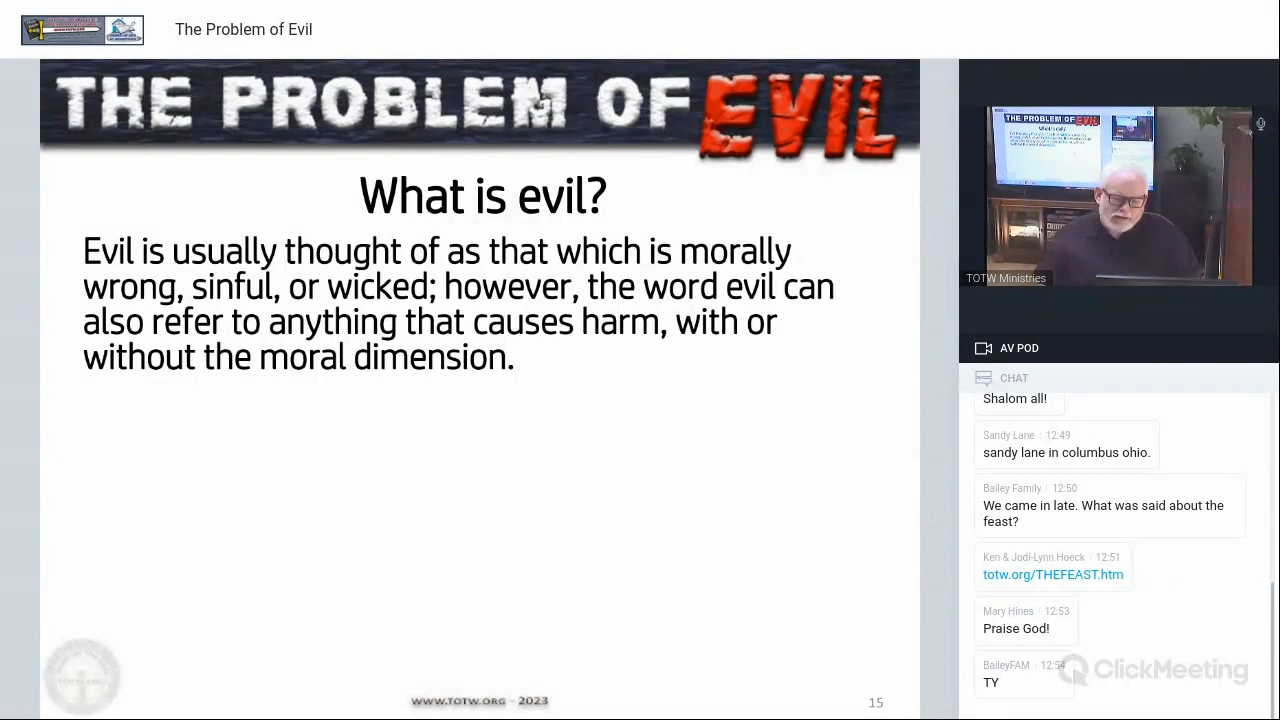 The Problem of Evil
THE PROBLEM OF EVIL
What is evil?
Evil is usually thought of as that which is morally
wrong, sinful, or wicked; however, the word evil can
also refer to anything that causes harm, with or
without the moral dimension.
WWW.TOTW.ORG - 2023
15
THE PROBLEM OF EVIL
What is evil?
TOTW Ministries
AV POD
CHAT
Shalom all!
Sandy Lane 12:49
sandy lane in columbus ohio.
Bailey Family 12:50
We came in late. What was said about the
feast?
Ken & Jodi-Lynn Hoeck 12:51
totw.org/THEFEAST.htm
Mary Hines 12:53
Praise God!
BaileyFAM 12:54
TY
ClickMeeting